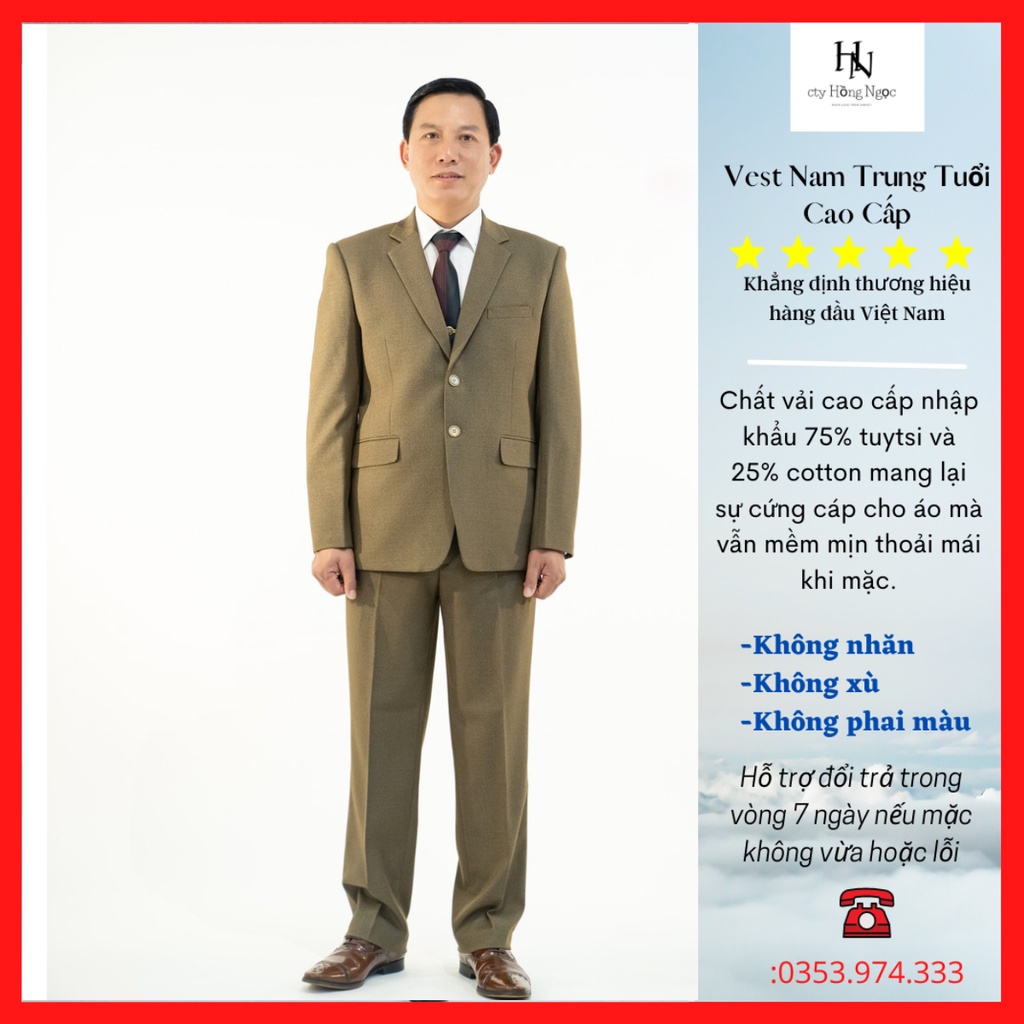 HN
cty Hồng Ngọc
Vest Nam Trung Tuổi
Cao Cấp
Khẳng định thương hiệu
hàng dầu Việt Nam
Chất vải cao cấp nhập
khẩu 75% tuytsi và
25% cotton mang lại
sự cứng cáp cho áo mà
vẫn mềm mịn thoải mái
khi mặc.
-Không nhăn
-Không xù
-Không phai màu
Hỗ trợ đổi trả trong
vòng 7 ngày nếu mặc
không vừa hoặc lỗi
:0353.974.333